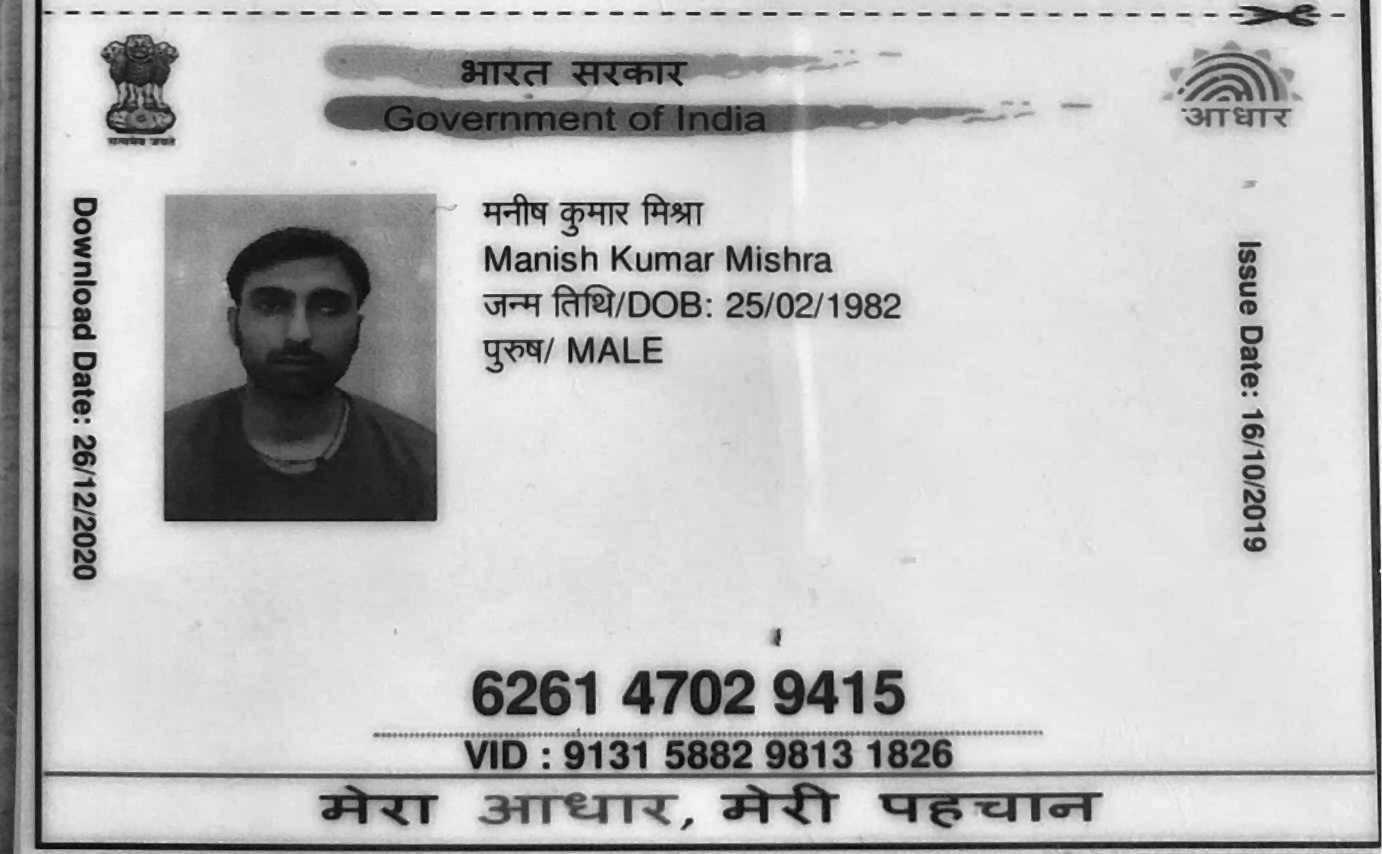 भारत सरकार
Government of India
आधार
सत्यमेव जयते
Download Date: 26/12/2020
मनीष कुमार मिश्रा
Manish Kumar Mishra
जन्म तिथि/DOB: 25/02/1982
पुरुष/ MALE
Issue Date: 16/10/2019
6261 4702 9415
VID : 9131 5882 9813 1826
मेरा आधार, मेरी पहचान